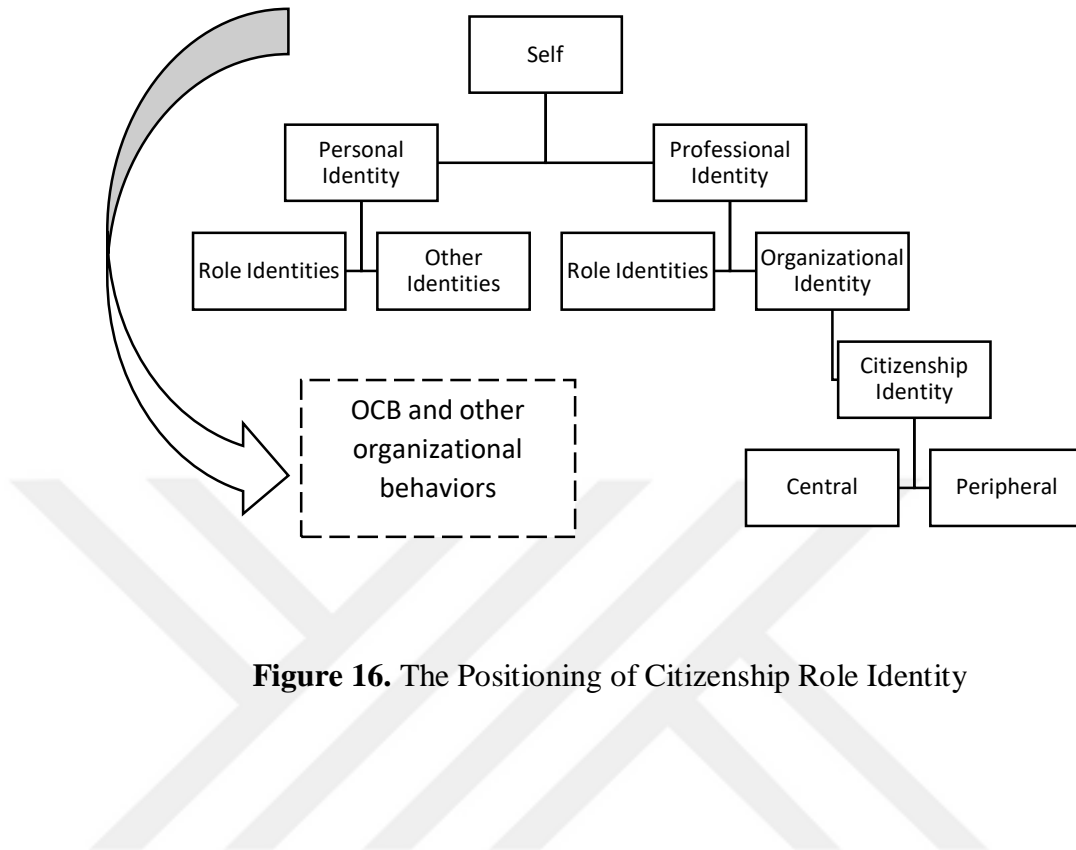 Self
Personal
Identity
Professional
Identity
Role Identities
Other
Identities
Role Identities
Organizational
Identity
Citizenship
Identity
OCB and other
organizational
behaviors
Central
Peripheral
Figure 16. The Positioning of Citizenship Role Identity